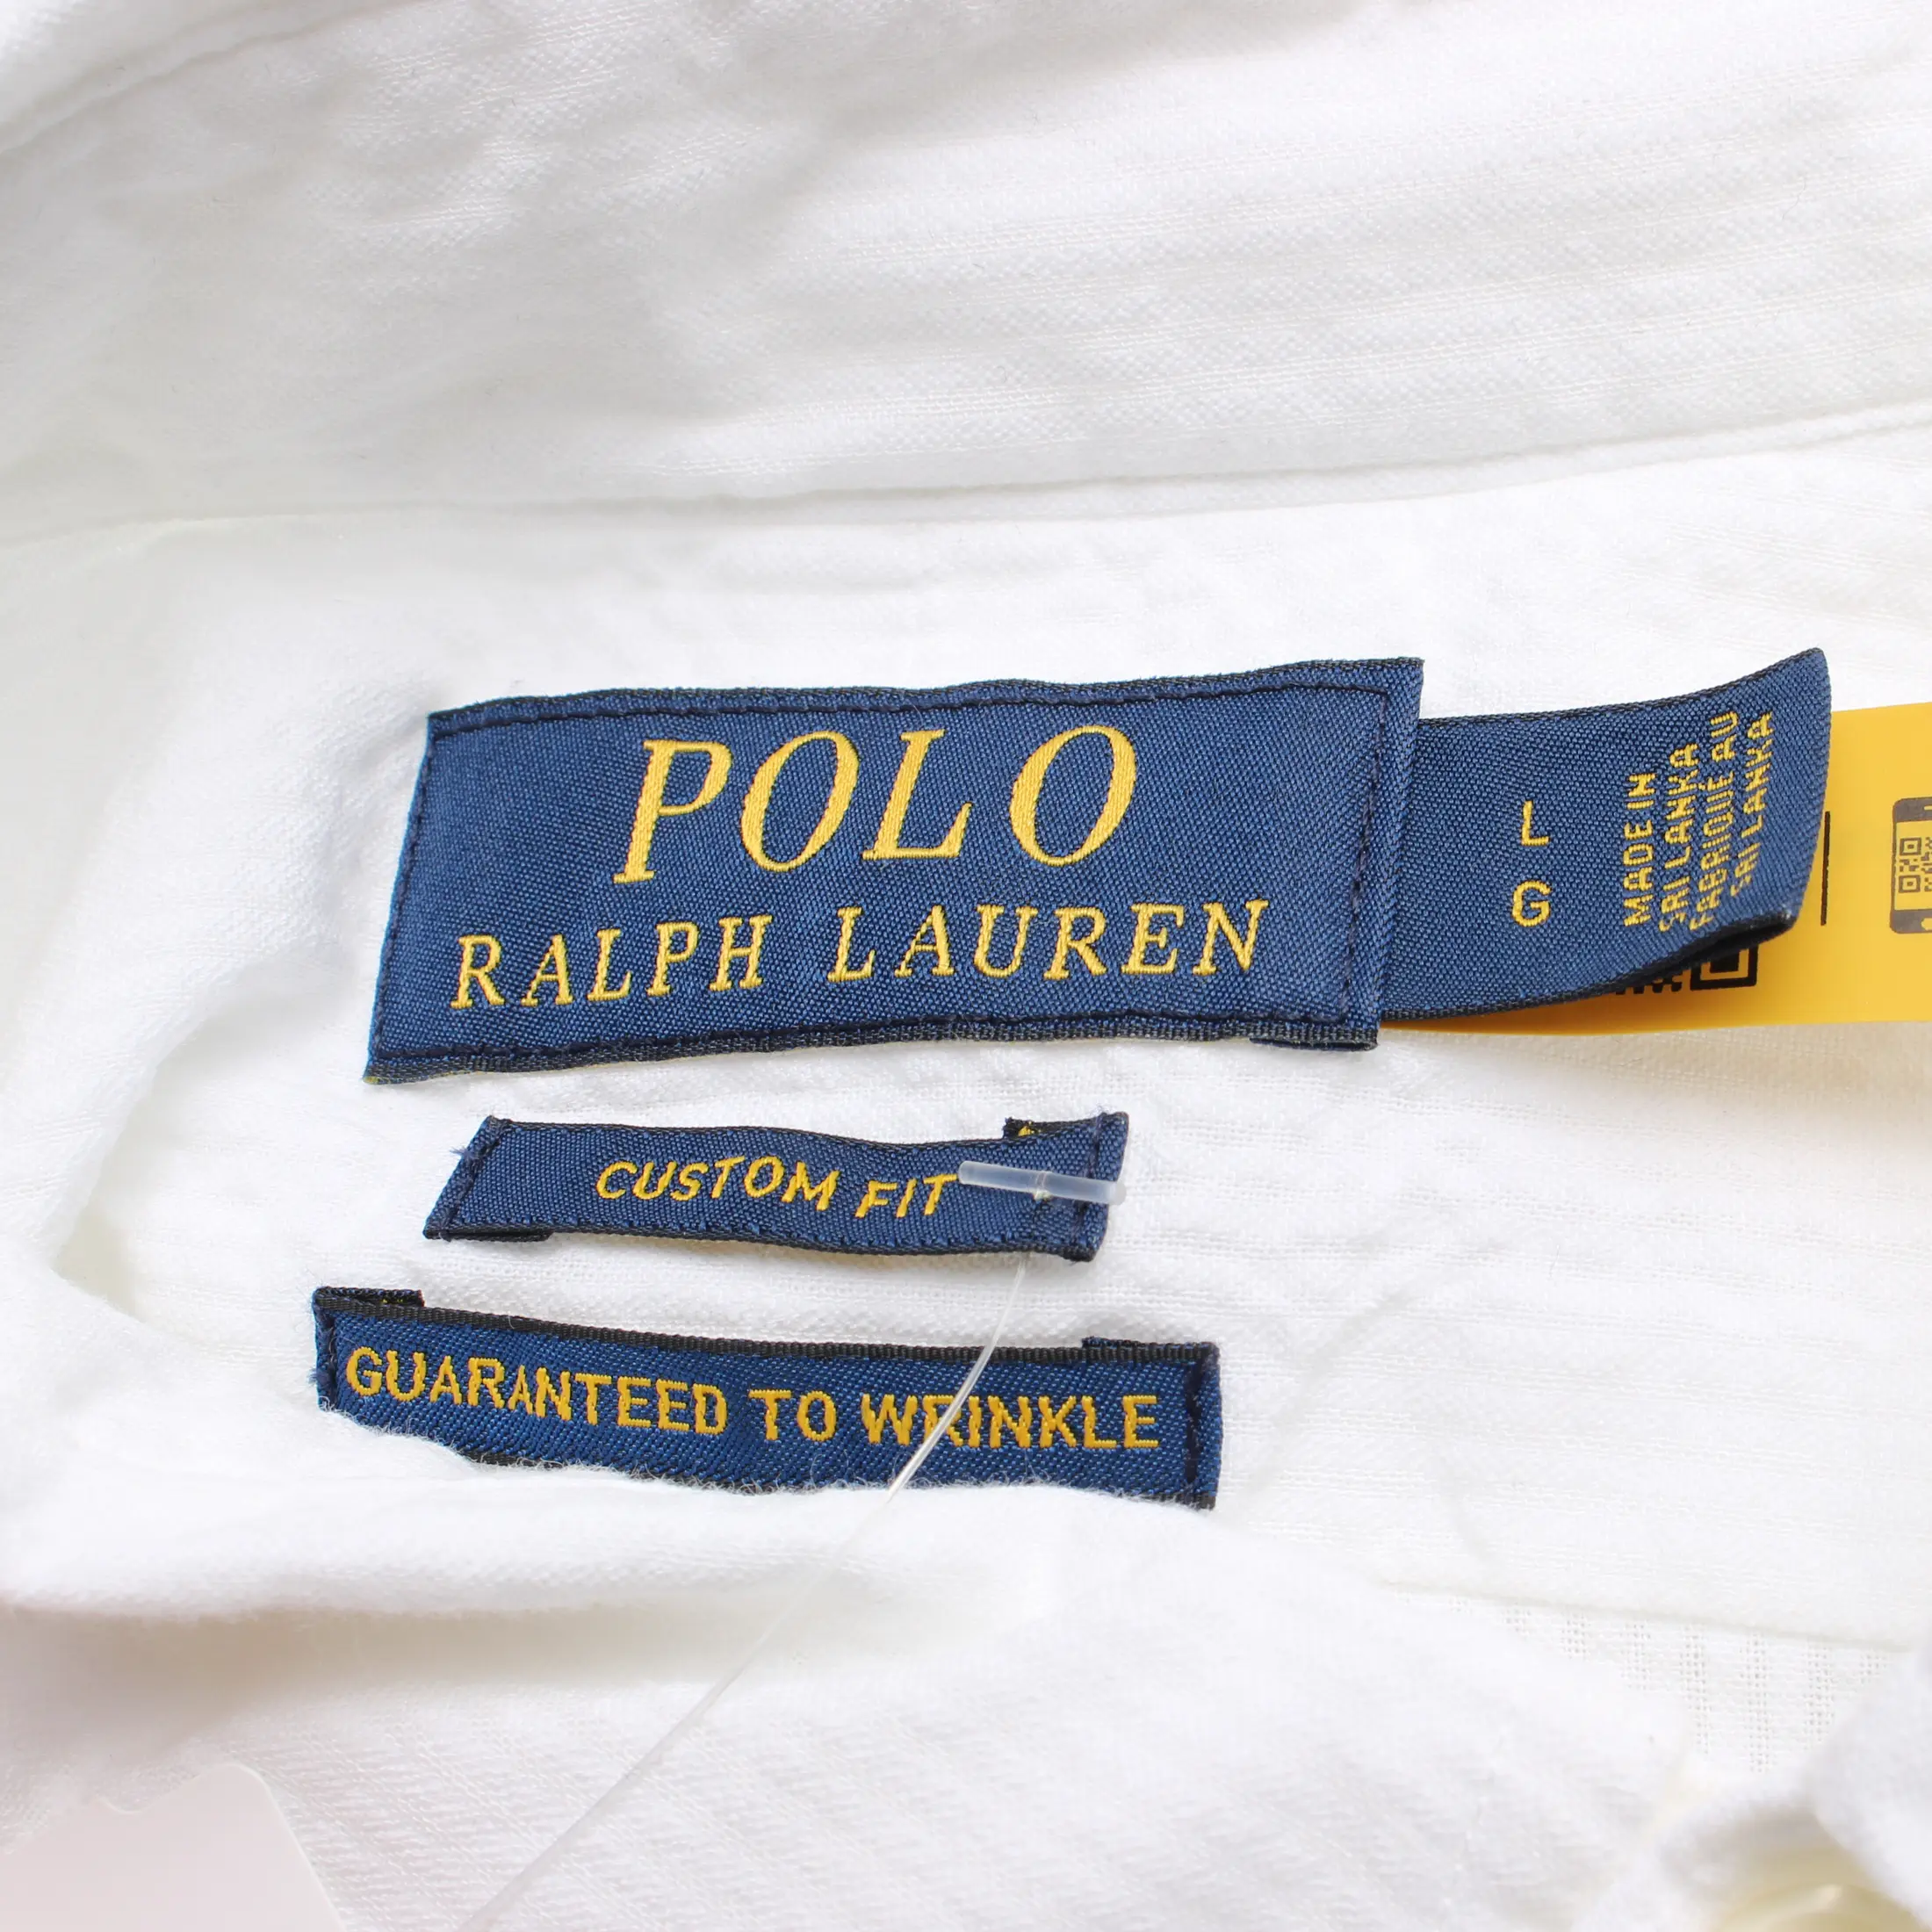 POLO
RALPH LAUREN
L
G
MADE IN
SRI LANKA
FABRIQUÉ AU
SRI LANKA
CUSTOM FIT
GUARANTEED TO WRINKLE